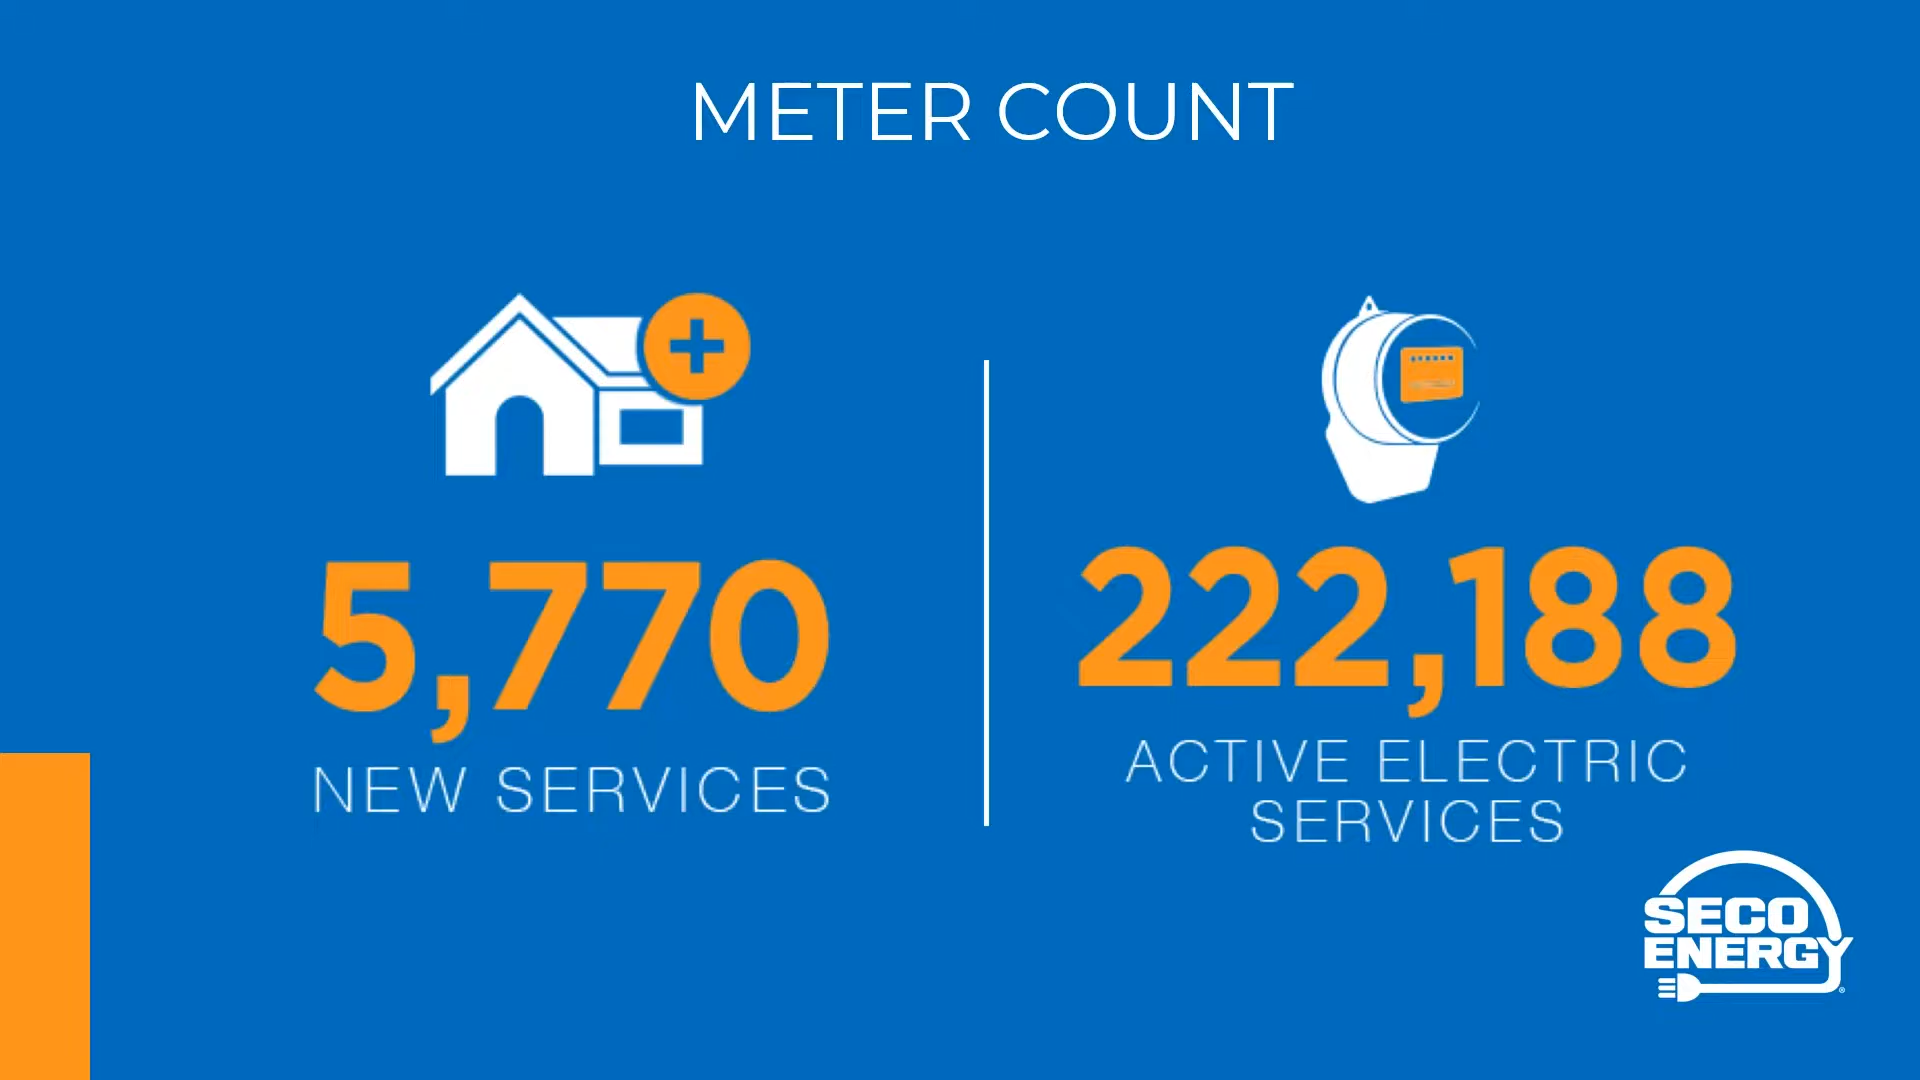 METER COUNT
5,770
NEW SERVICES
222,188
ACTIVE ELECTRIC
SERVICES
SECO
ENERGY
®